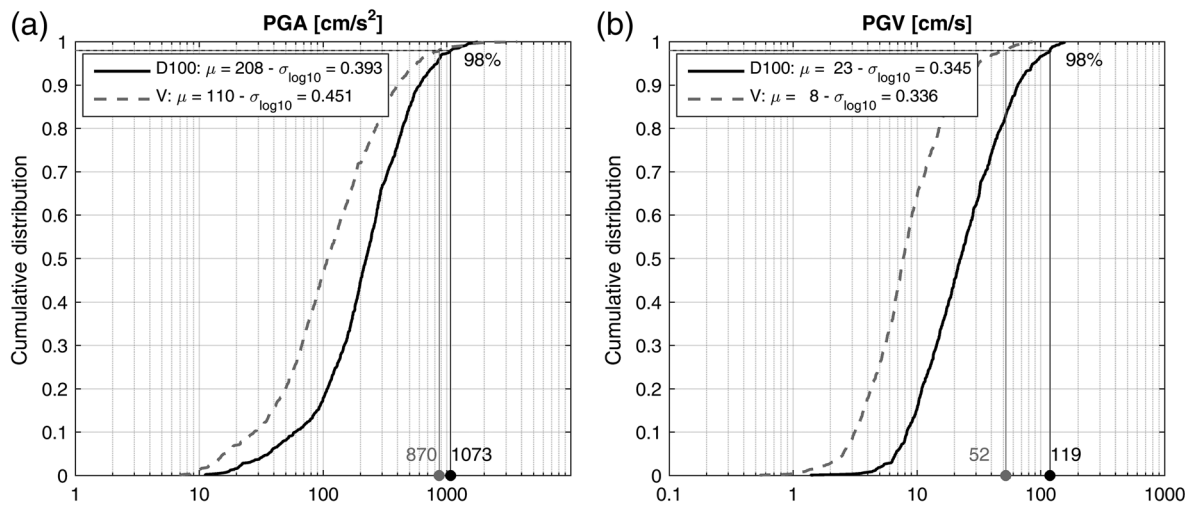 (a)
PGA [cm/s²]
Cumulative distribution
1
0.9
0.8
0.7
0.6
0.5
0.4
0.3
0.2
0.1
0
D100: μ = 208 - σlog10 = 0.393
V: μ = 110 - σlog10 = 0.451
98%
870
1073
1 10 100 1000
(b)
PGV [cm/s]
Cumulative distribution
1
0.9
0.8
0.7
0.6
0.5
0.4
0.3
0.2
0.1
0
D100: μ = 23 - σlog10 = 0.345
V: μ = 8 - σlog10 = 0.336
98%
52
119
0.1 1 10 100 1000